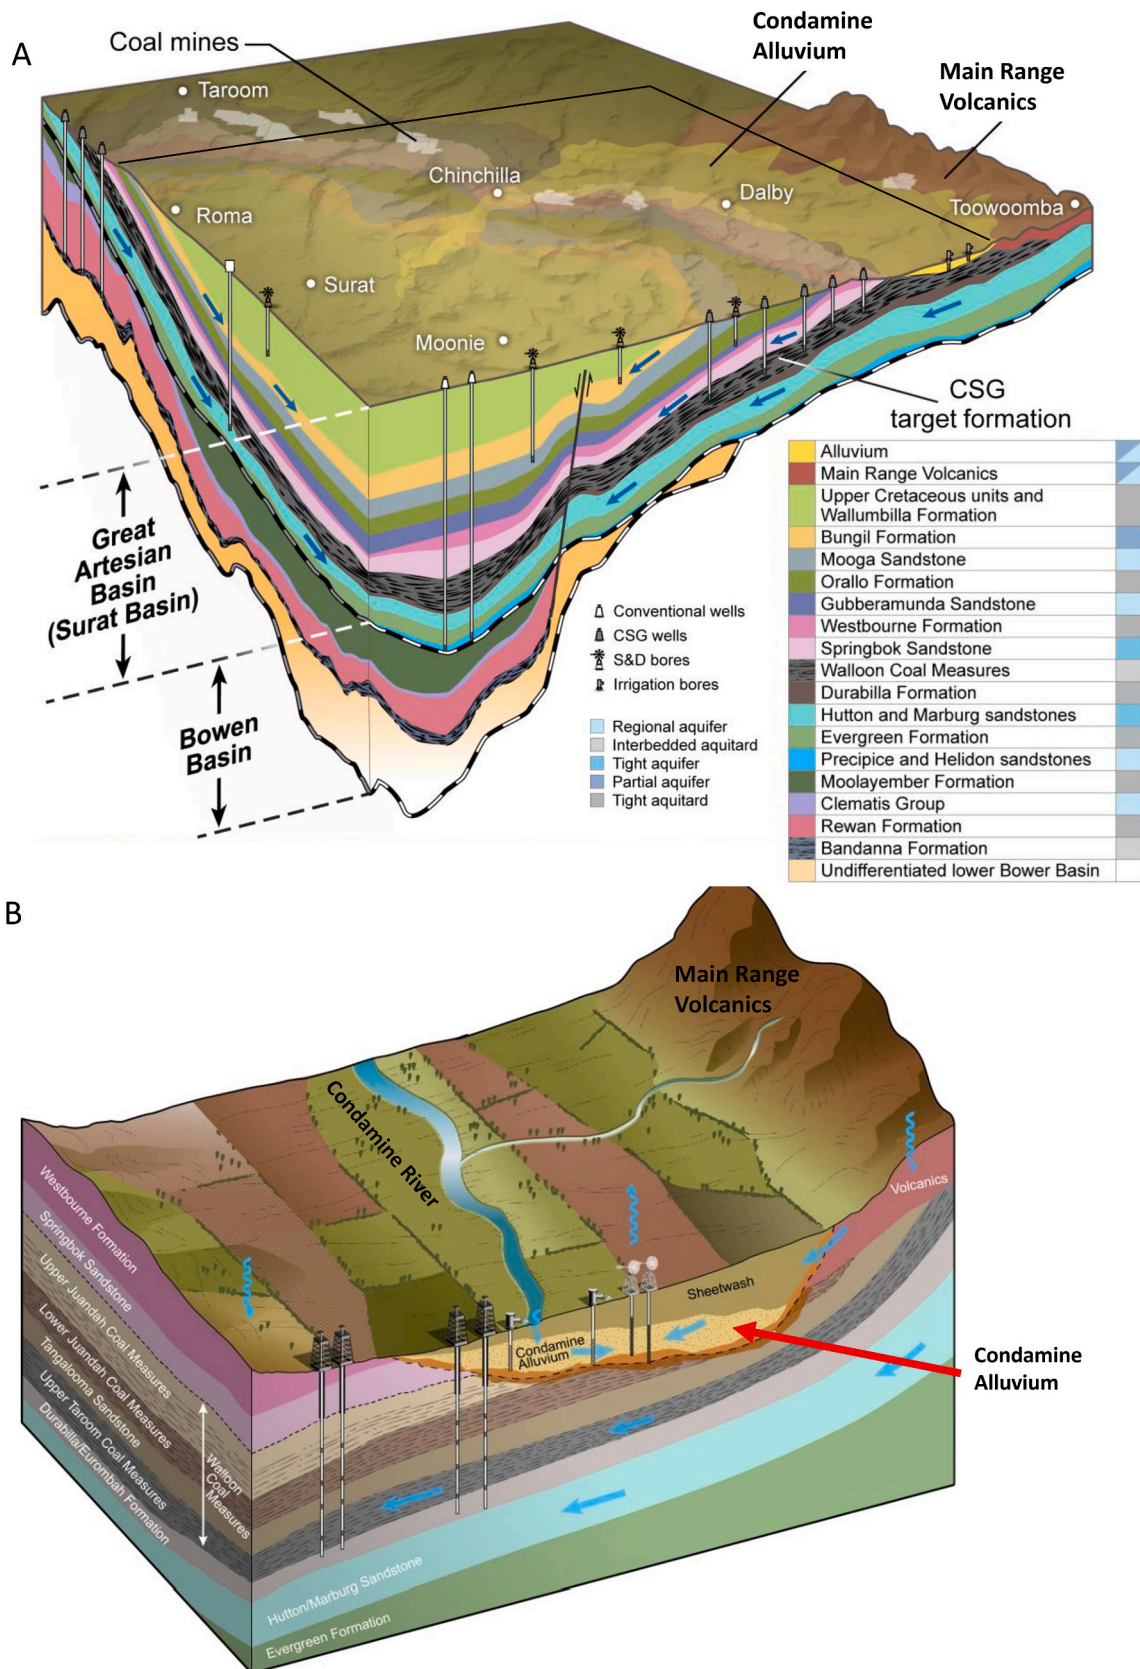 A
Coal mines
Condamine
Alluvium
Main Range
Volcanics
Taroom
Chinchilla
Dalby
Toowoomba
Roma
Surat
Moonie
CSG
target formation
Great
Artesian
Basin
(Surat Basin)
Bowen
Basin
Conventional wells
CSG wells
S&D bores
Irrigation bores
Regional aquifer
Interbedded aquitard
Tight aquifer
Partial aquifer
Tight aquitard
Alluvium
Main Range Volcanics
Upper Cretaceous units and
Wallumbilla Formation
Bungil Formation
Mooga Sandstone
Orallo Formation
Gubberamunda Sandstone
Westbourne Formation
Springbok Sandstone
Walloon Coal Measures
Durabilla Formation
Hutton and Marburg sandstones
Evergreen Formation
Precipice and Helidon sandstones
Moolayember Formation
Clematis Group
Rewan Formation
Bandanna Formation
Undifferentiated lower Bower Basin
B
Main Range
Volcanics
Condamine River
Volcanics
Sheetwash
Condamine
Alluvium
Condamine
Alluvium
Westbourne Formation
Springbok Sandstone
Upper Juandah Coal Measures
Lower Juandah Coal Measures
Tangalooma Sandstone
Upper Taroom Coal Measures
Durabilla/Eurombah Formation
Walloon
Coal
Measures
Hutton/Marburg Sandstone
Evergreen Formation